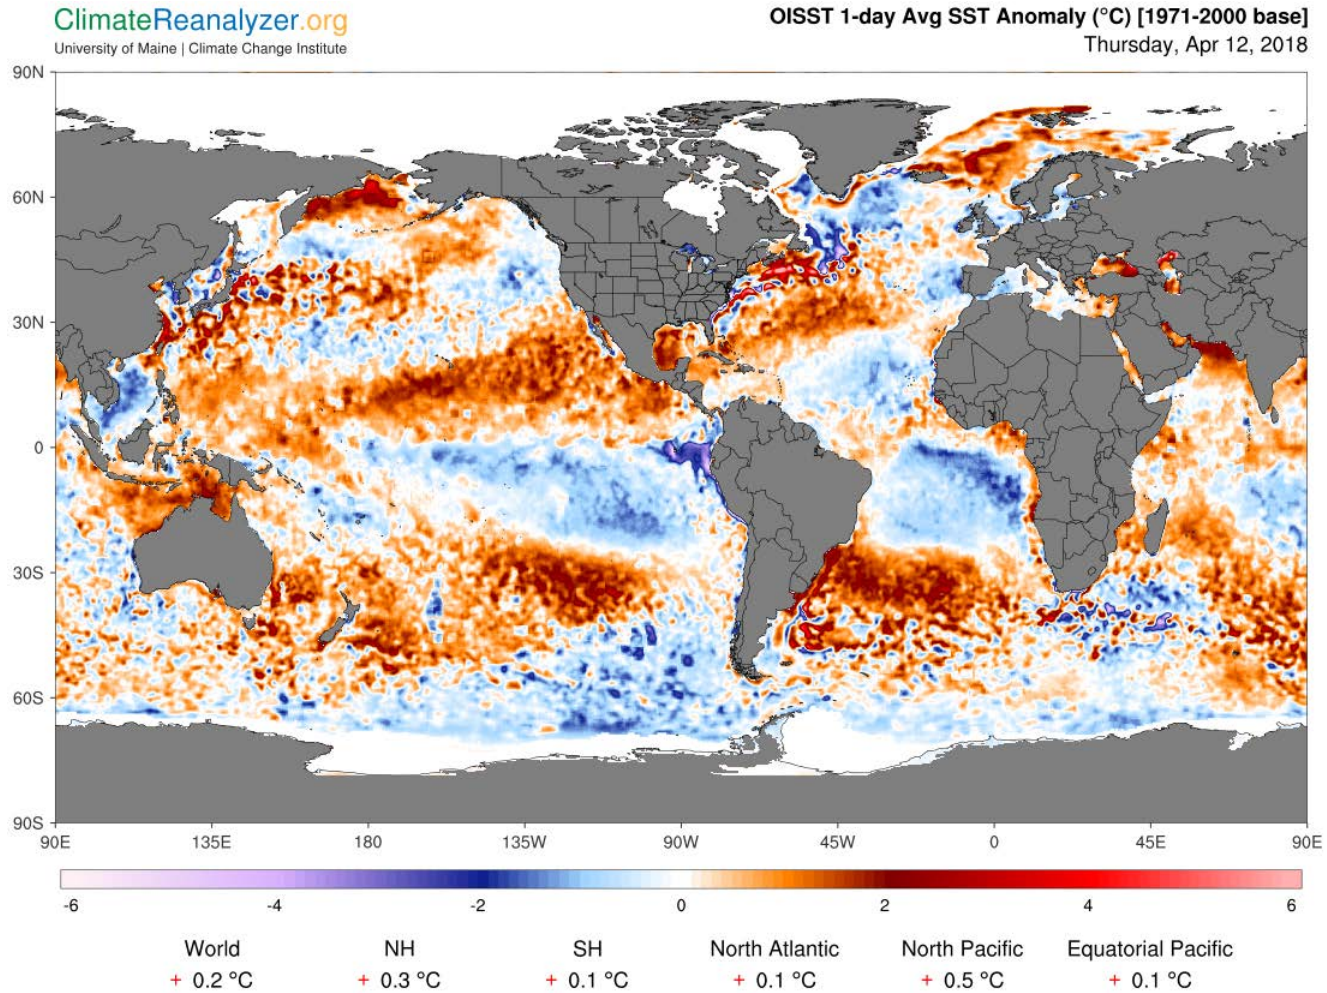 ClimateReanalyzer.org
University of Maine | Climate Change Institute
OISST 1-day Avg SST Anomaly (°C) [1971-2000 base]
Thursday, Apr 12, 2018
90N
60N
30N
0
30S
60S
90S
90E 135E 180 135W 90W 45W 0 45E 90E
-6 -4 -2 0 2 4 6
World NH SH North Atlantic North Pacific Equatorial Pacific
+ 0.2 °C + 0.3 °C + 0.1 °C + 0.1 °C + 0.5 °C + 0.1 °C